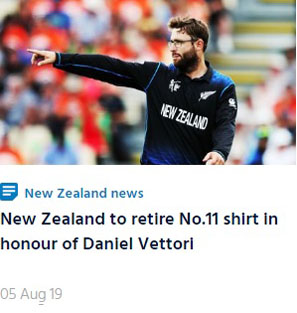 NEW ZEALAND
New Zealand news
New Zealand to retire No.11 shirt in
honour of Daniel Vettori
05 Aug 19